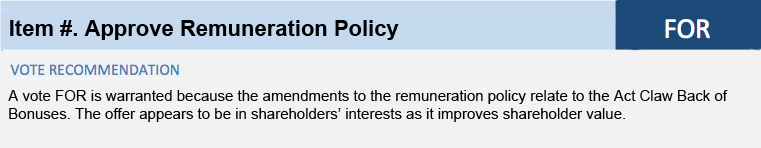 Item #. Approve Remuneration Policy FOR
VOTE RECOMMENDATION
A vote FOR is warranted because the amendments to the remuneration policy relate to the Act Claw Back of
Bonuses. The offer appears to be in shareholders' interests as it improves shareholder value.